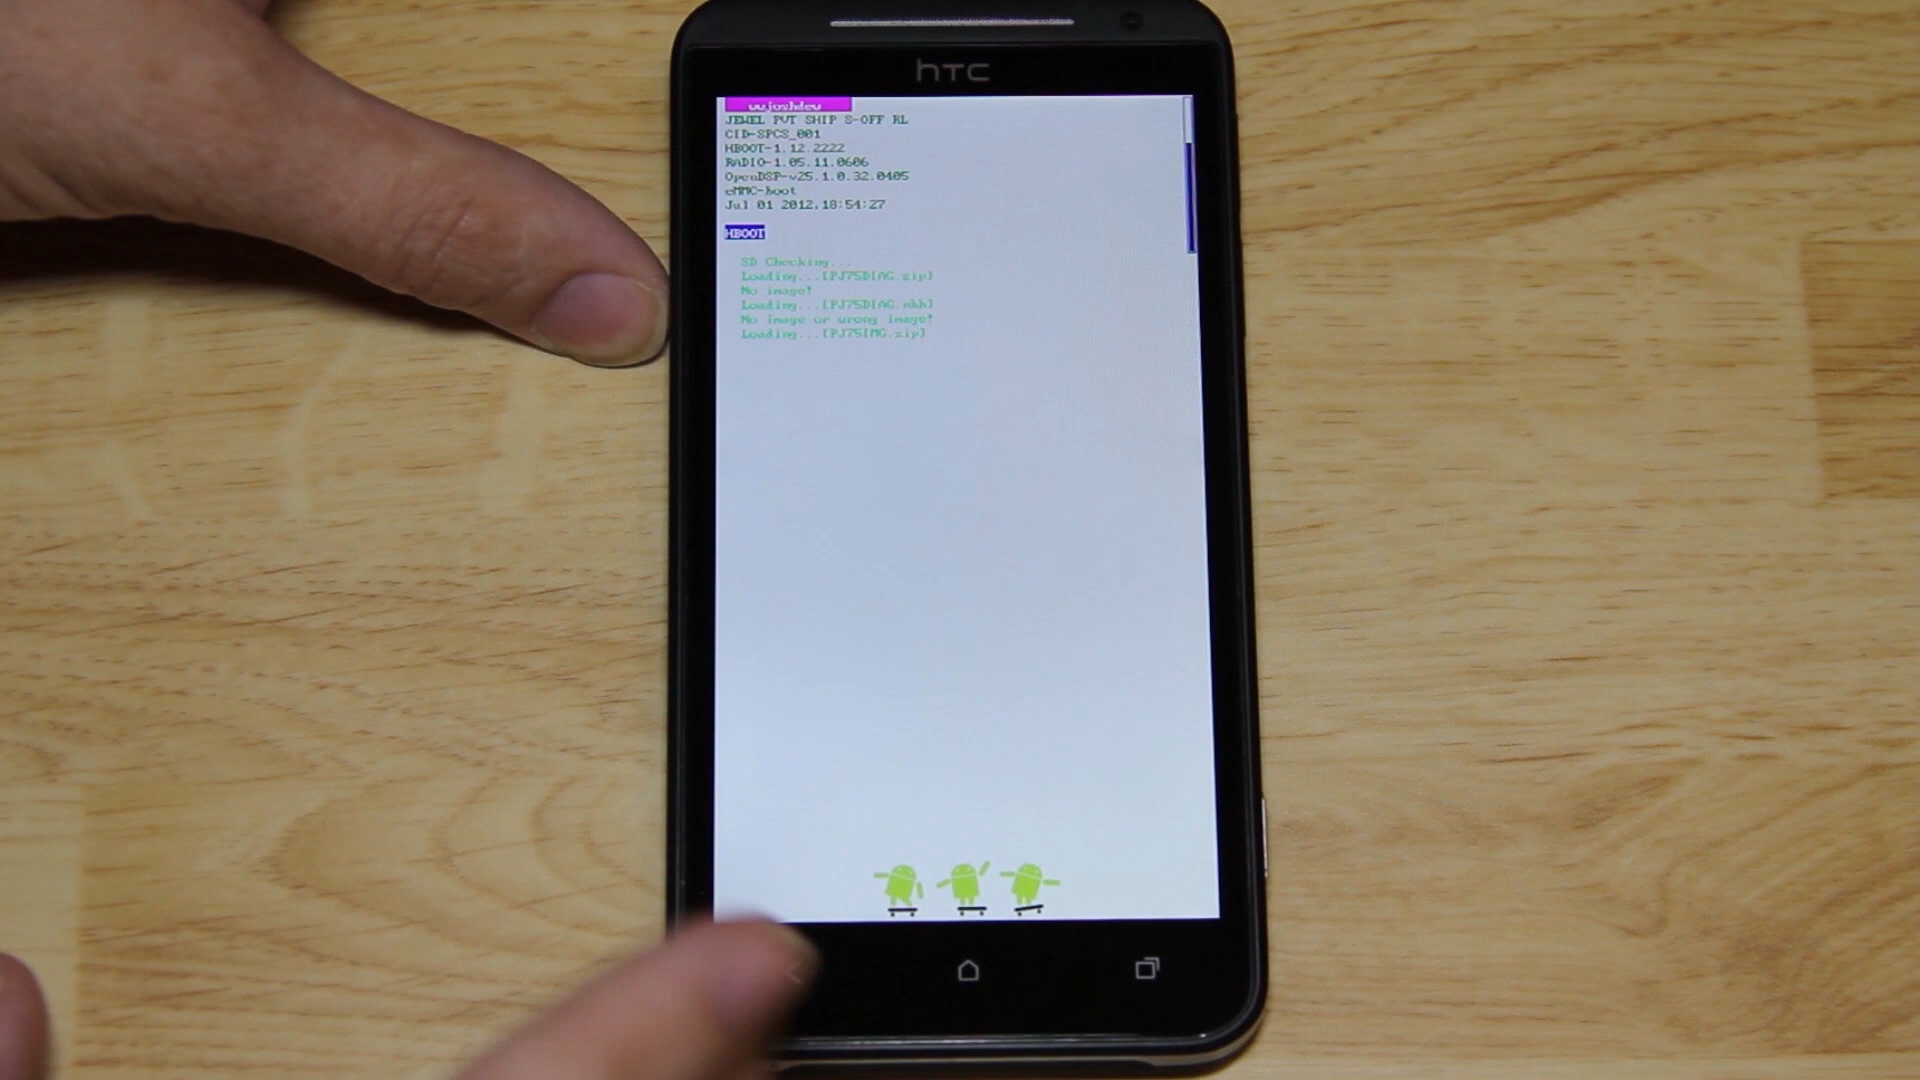 hTC
wwjoshdew
JEWEL PVT SHIP S-OFF RL
CID-SPCS_001
HBOOT-1.12.2222
RADIO-1.05.11.0606
OpenDSP-v25.1.0.32.0405
eMMC-boot
Jul 01 2012,18:54:27
HBOOT
SD Checking...
Loading...[PJ75DIAG.zip]
No image!
Loading...[PJ75DIAG.nbh]
No image or wrong image!
Loading...[PJ75IMG.zip]